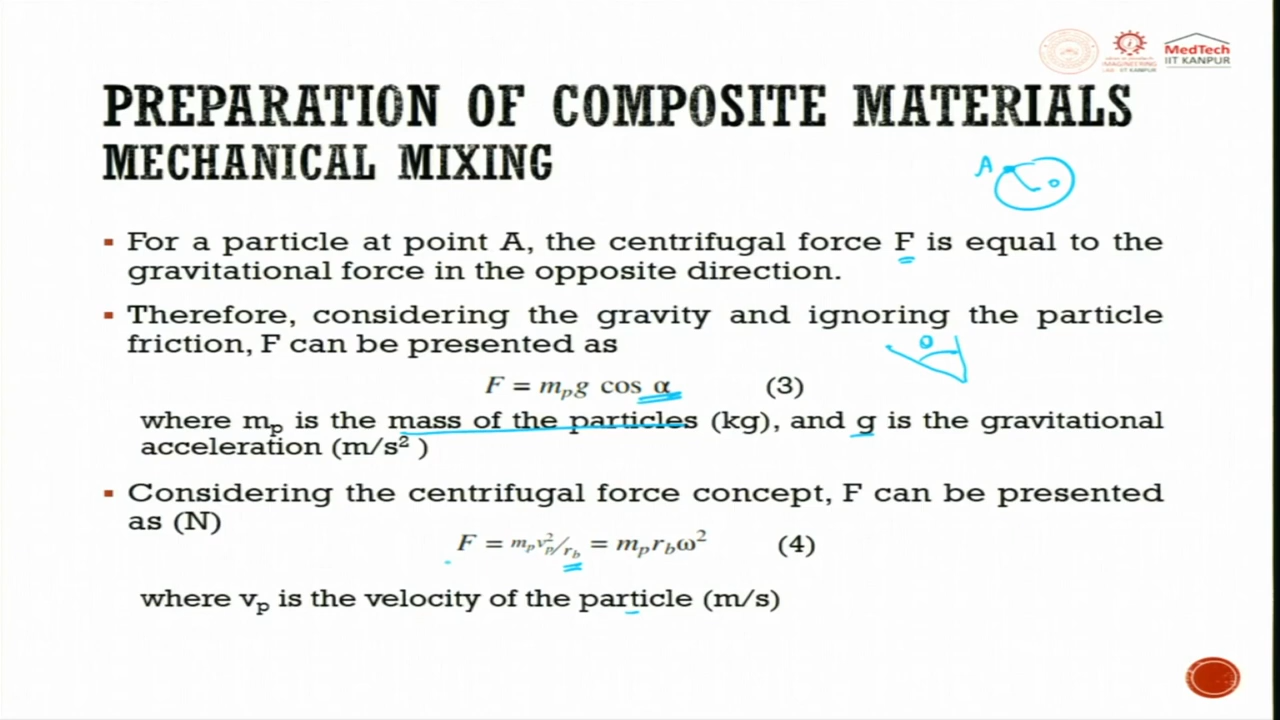 MedTech
IIT KANPUR
PREPARATION OF COMPOSITE MATERIALS
MECHANICAL MIXING
A
▪ For a particle at point A, the centrifugal force F is equal to the
gravitational force in the opposite direction.
▪ Therefore, considering the gravity and ignoring the particle
friction, F can be presented as
θ
F = mₚg cos α (3)
where mₚ is the mass of the particles (kg), and g is the gravitational
acceleration (m/s² )
▪ Considering the centrifugal force concept, F can be presented
as (N)
F = mₚv²ₚ/r_b = mₚr_bω² (4)
where vₚ is the velocity of the particle (m/s)